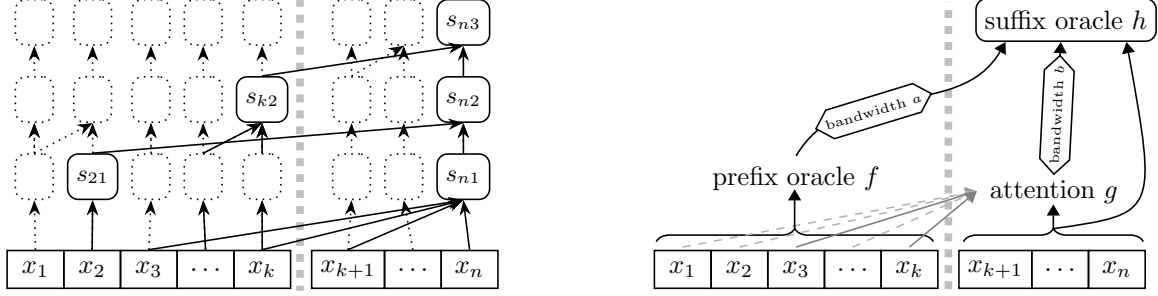 s_{n3}
s_{k2}
s_{n2}
s_{21}
s_{n1}
x_1 x_2 x_3 ⋯ x_k x_{k+1} ⋯ x_n
suffix oracle h
bandwidth a
bandwidth b
prefix oracle f
attention g
x_1 x_2 x_3 ⋯ x_k x_{k+1} ⋯ x_n